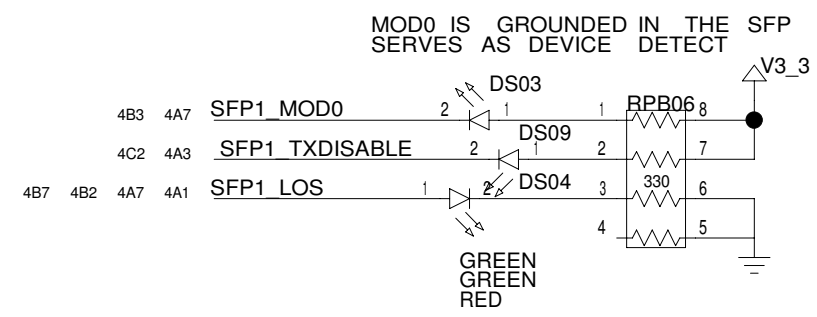 MOD0 IS GROUNDED IN THE SFP
SERVES AS DEVICE DETECT
V3_3
DS03
4B3 4A7 SFP1_MOD0 2 1 1 RPB06 8
DS09
4C2 4A3 SFP1_TXDISABLE 2 1 2 7
4B7 4B2 4A7 4A1 SFP1_LOS 1 2 DS04 3 330 6
4 5
GREEN
GREEN
RED